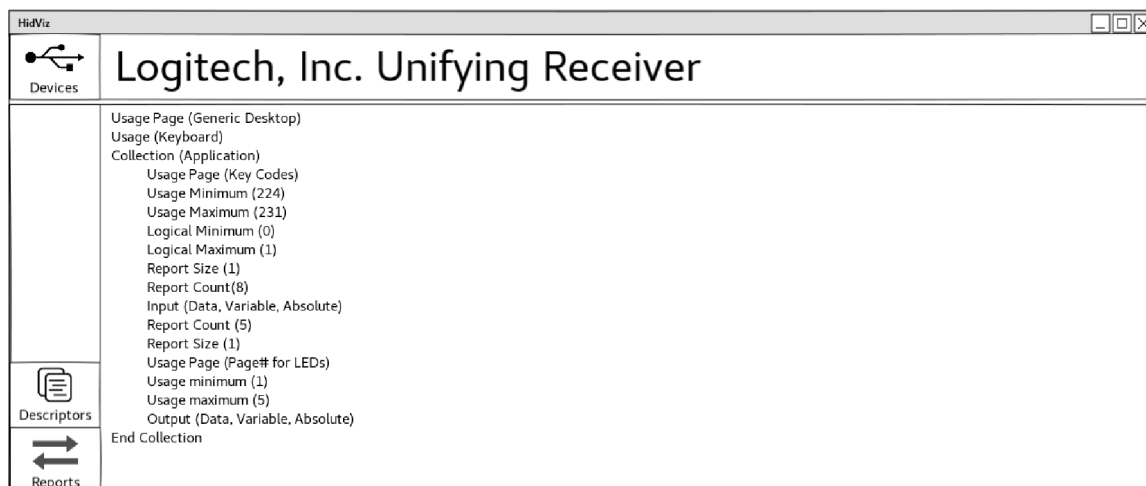 HidViz
Devices
Logitech, Inc. Unifying Receiver
Usage Page (Generic Desktop)
Usage (Keyboard)
Collection (Application)
Usage Page (Key Codes)
Usage Minimum (224)
Usage Maximum (231)
Logical Minimum (0)
Logical Maximum (1)
Report Size (1)
Report Count(8)
Input (Data, Variable, Absolute)
Report Count (5)
Report Size (1)
Usage Page (Page# for LEDs)
Usage minimum (1)
Usage maximum (5)
Output (Data, Variable, Absolute)
End Collection
Descriptors
Reports